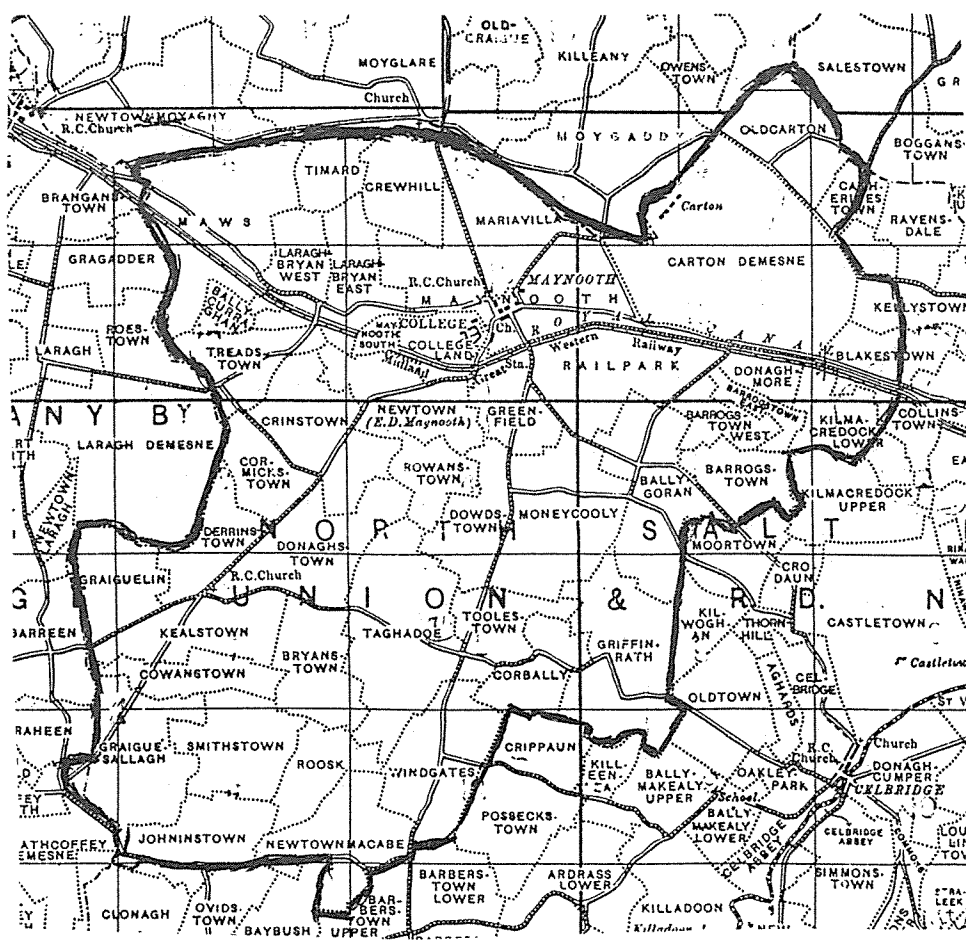 OLD-
CRAIGUE
KILLEANY
MOYGLARE
OWENS-
TOWN
SALESTOWN
GR
Church
NEWTOWNMOYAGHY
R.C.Church
MOYGADDY
OLDCARTON
BOGGANS-
TOWN
TIMARD
CREWHILL
BRANGANS-
TOWN
MAWS
MARIAVILLA
Carton
CATH-
ERINES
TOWN
RAVENS-
DALE
GRAGADDER
LARAGH-
BRYAN
WEST
LARAGH-
BRYAN
EAST
R.C.Church
MAYNOOTH
CARTON DEMESNE
MAYNOOTH
KELLYSTOWN
BALLY-
CURRA-
GHAN
ROES-
TOWN
MAY
NOOTH
SOUTH
COLLEGE
COLLEGE
LAND
Ch.
ROYAL CANAL
LARAGH
TREADS-
TOWN
Midland
Great
Western
Railway
Sta.
RAILPARK
BLAKESTOWN
DONAGH-
MORE
ANY BY
CRINSTOWN
NEWTOWN
(E.D. Maynooth)
GREEN-
FIELD
BARROGSTOWN
EAST
BARROGS-
TOWN
WEST
KILMA-
CREDOCK
LOWER
COLLINS-
TOWN
LARAGH DEMESNE
COR-
MICKS-
TOWN
ROWANS-
TOWN
BALLY-
GORAN
BARROGS-
TOWN
KILMACREDOCK
UPPER
NEWTOWN
LARAGH
DERRINS-
TOWN
NORTH SALT
DOWDS-
TOWN
MONEYCOOLY
DONAGHS-
TOWN
MOORTOWN
GRAIGUELIN
R.C.Church
CRO
DAUN
UNION & R.D. N
BARREEN
KEALSTOWN
TAGHADOE
TOOLES-
TOWN
KIL-
WOGH-
AN
THORN-
HILL
CASTLETOWN
BRYANS-
TOWN
COWANSTOWN
CORBALLY
GRIFFIN-
RATH
OLDTOWN
AGHARDS
CEL-
BRIDGE
RAHEEN
GRAIGUE-
SALLAGH
SMITHSTOWN
CRIPPAUN
R.C.
Church
Church
ROOSK
WINDGATES
KILL-
EEN-
BALLY-
MAKEALY
UPPER
OAKLEY-
PARK
DONAGH-
CUMPER
CELBRIDGE
School
POSSECKS-
TOWN
BALLY-
MAKEALY
LOWER
CELBRIDGE
ABBEY
CELBRIDGE
ABBEY
JOHNINSTOWN
NEWTOWNMACABE
BARBERS-
TOWN
LOWER
ARDRASS
LOWER
SIMMONS-
TOWN
CLONAGH
OVIDS-
TOWN
BAYBUSH
BAR-
BERS-
TOWN
UPPER
KILLADOON
STRA-
LEEK